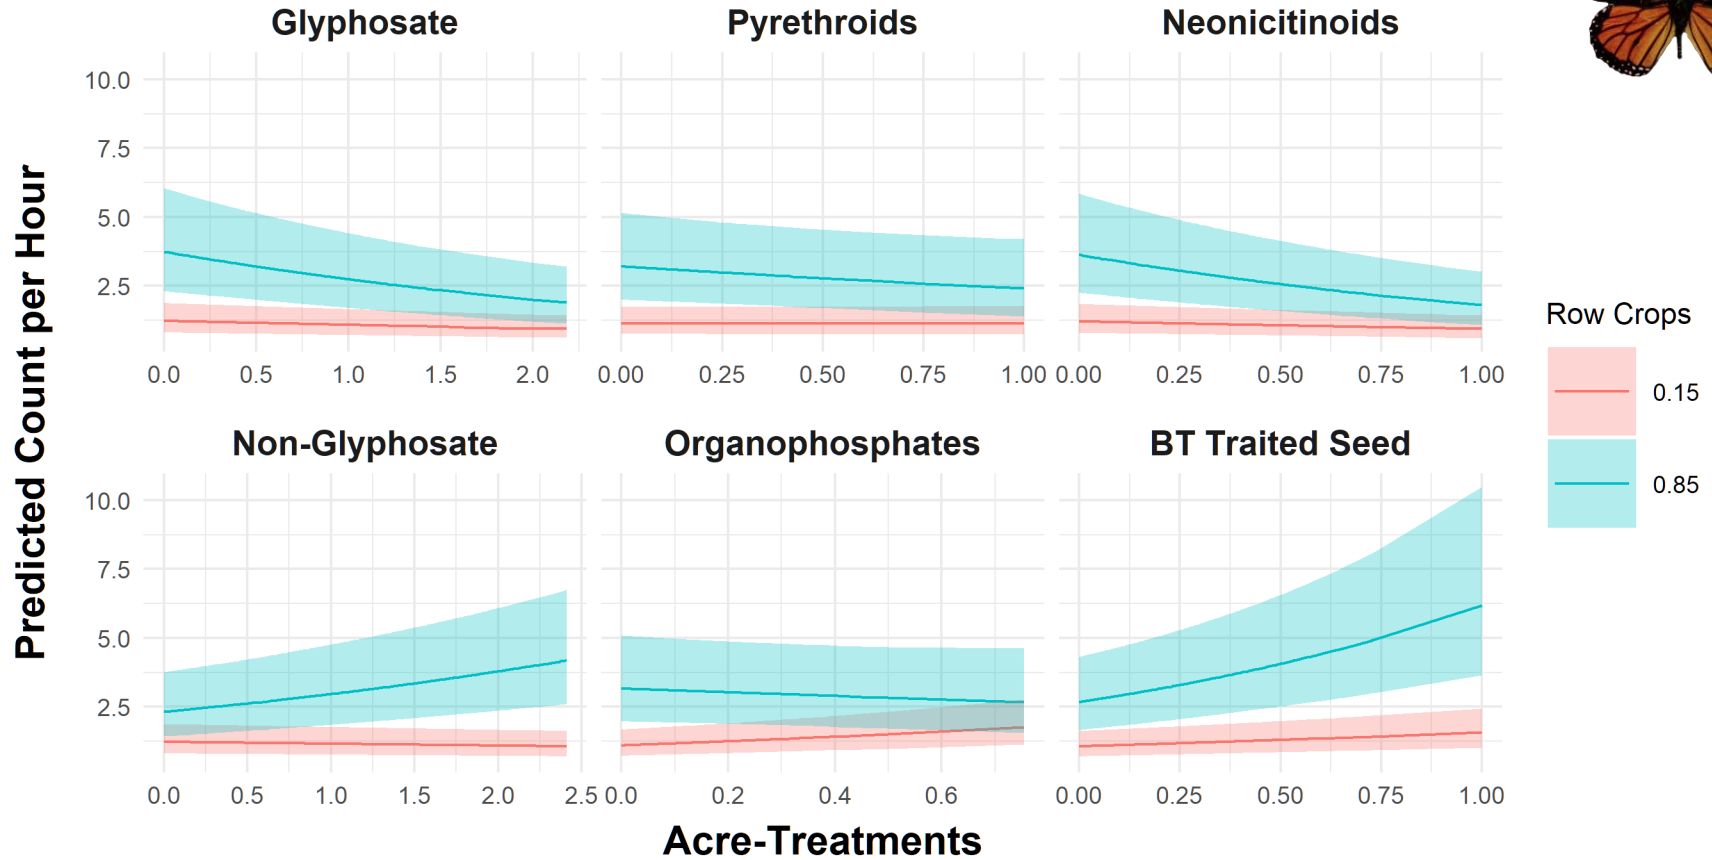 Glyphosate Pyrethroids Neonicitinoids
10.0
7.5
5.0
2.5
0.0 0.5 1.0 1.5 2.0 0.00 0.25 0.50 0.75 1.00 0.00 0.25 0.50 0.75 1.00
Non-Glyphosate Organophosphates BT Traited Seed
10.0
7.5
5.0
2.5
0.0 0.5 1.0 1.5 2.0 2.5 0.0 0.2 0.4 0.6 0.00 0.25 0.50 0.75 1.00
Predicted Count per Hour
Acre-Treatments
Row Crops
0.15
0.85